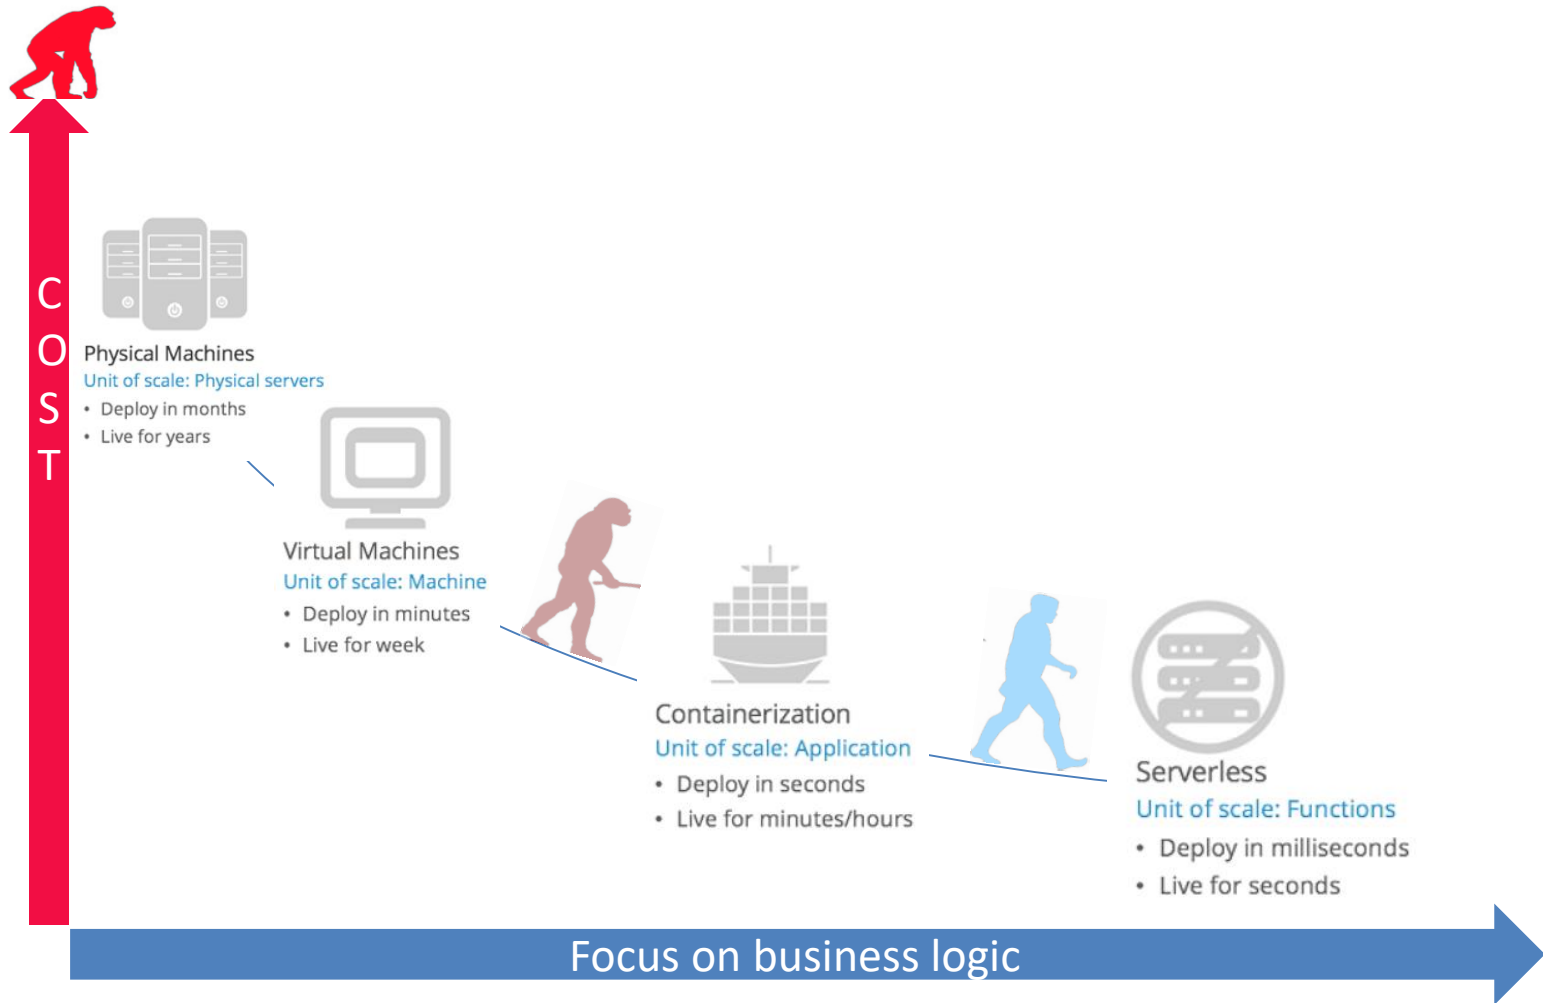 COST
Physical Machines
Unit of scale: Physical servers
• Deploy in months
• Live for years
Virtual Machines
Unit of scale: Machine
• Deploy in minutes
• Live for week
Containerization
Unit of scale: Application
• Deploy in seconds
• Live for minutes/hours
Serverless
Unit of scale: Functions
• Deploy in milliseconds
• Live for seconds
Focus on business logic